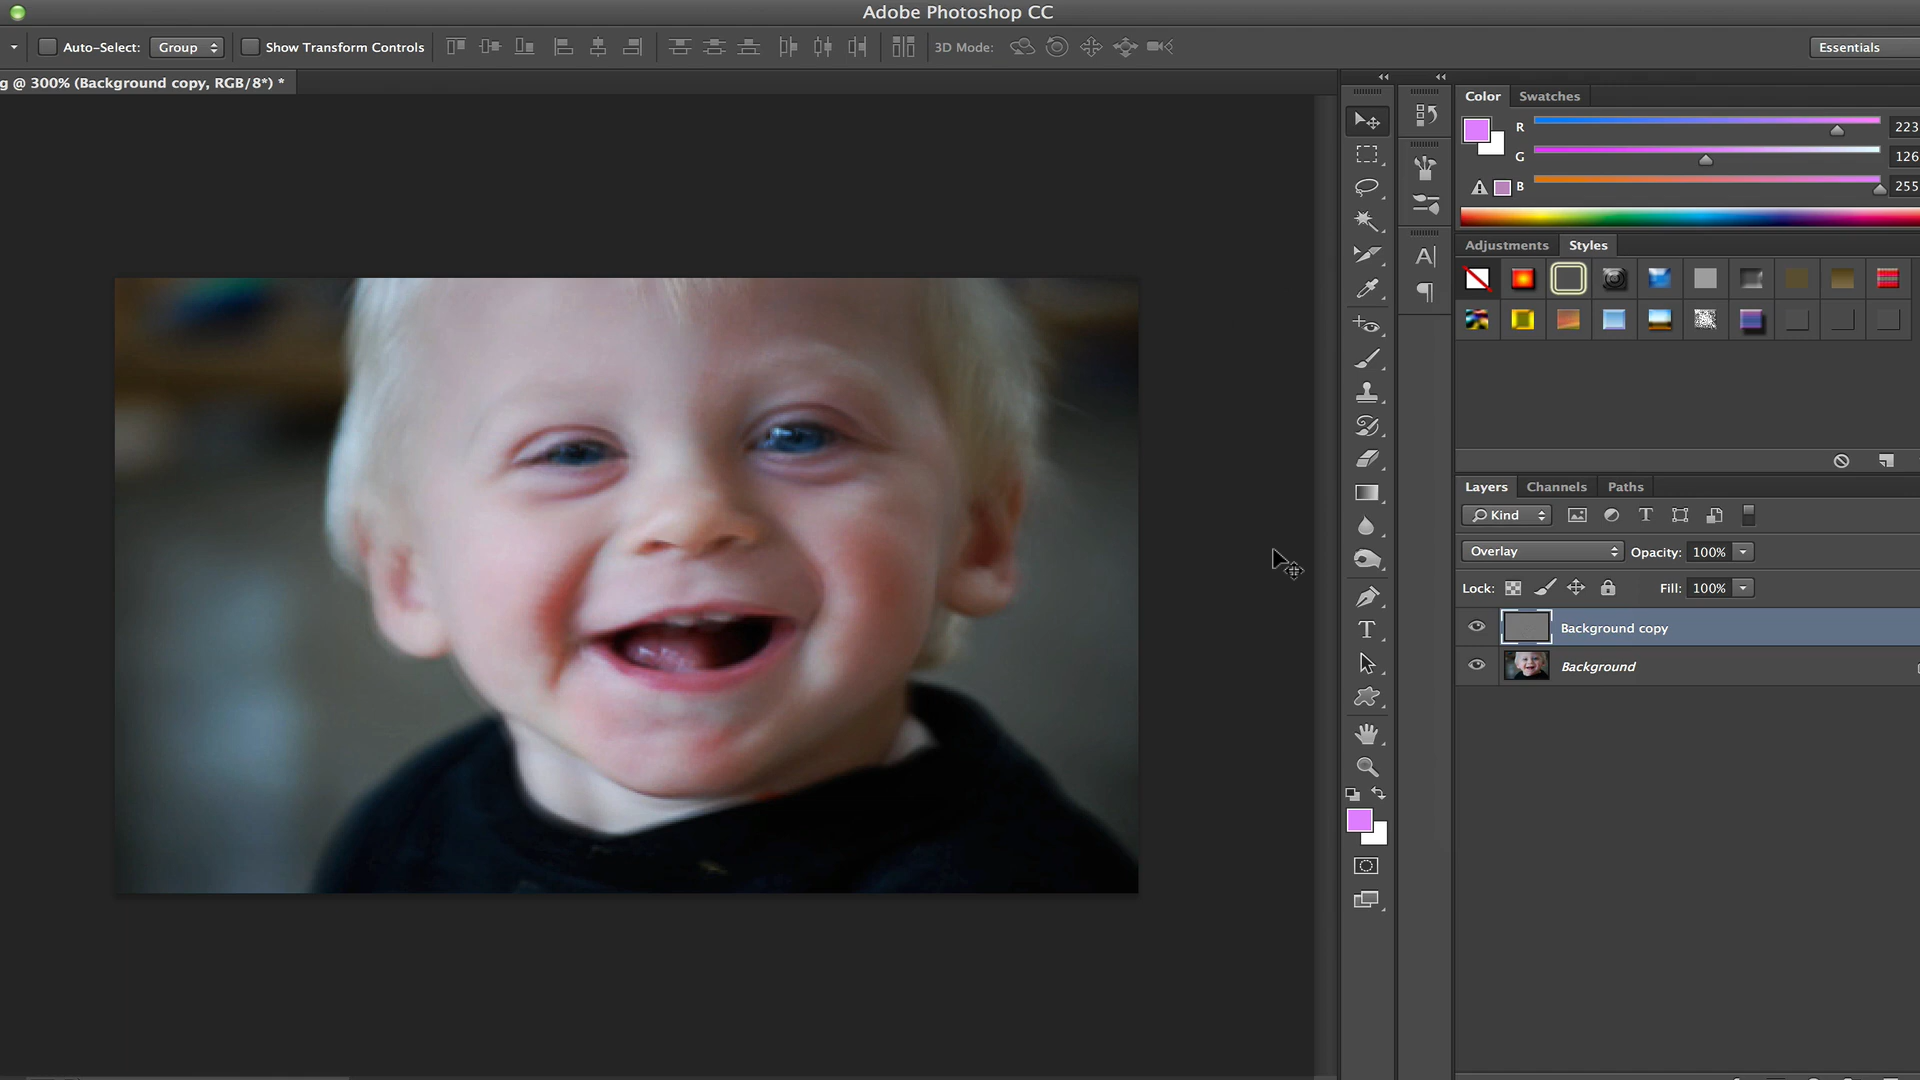 Adobe Photoshop CC
Auto-Select: Group Show Transform Controls 3D Mode: Essentials
g @ 300% (Background copy, RGB/8*) *
Color Swatches
R 223
G 126
B 255
Adjustments Styles
Layers Channels Paths
Kind
Overlay Opacity: 100%
Lock: Fill: 100%
Background copy
Background